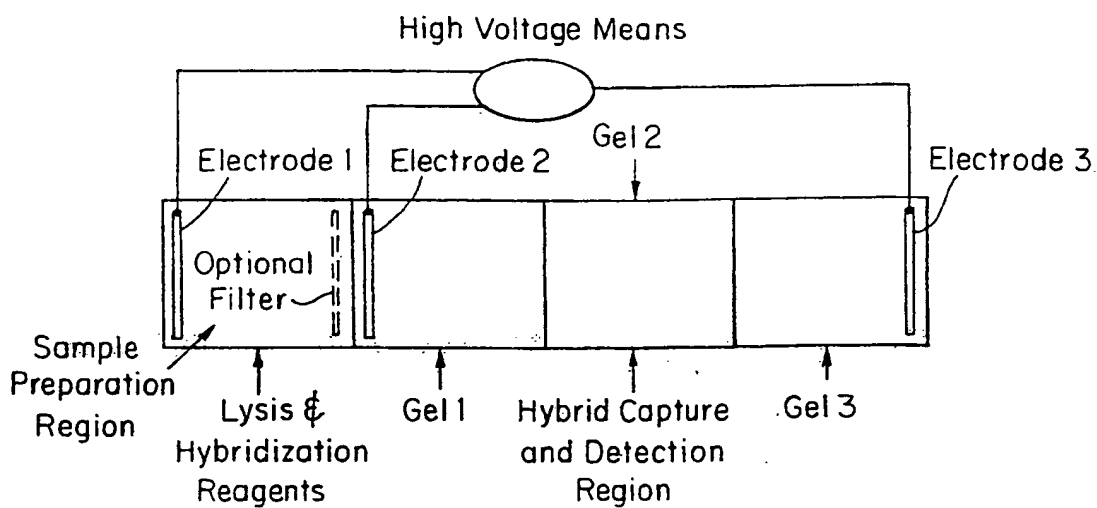 High Voltage Means
Gel 2
Electrode 1
Electrode 2
Electrode 3
Optional
Filter
Sample
Preparation
Region
Lysis &
Hybridization
Reagents
Gel 1
Hybrid Capture
and Detection
Region
Gel 3